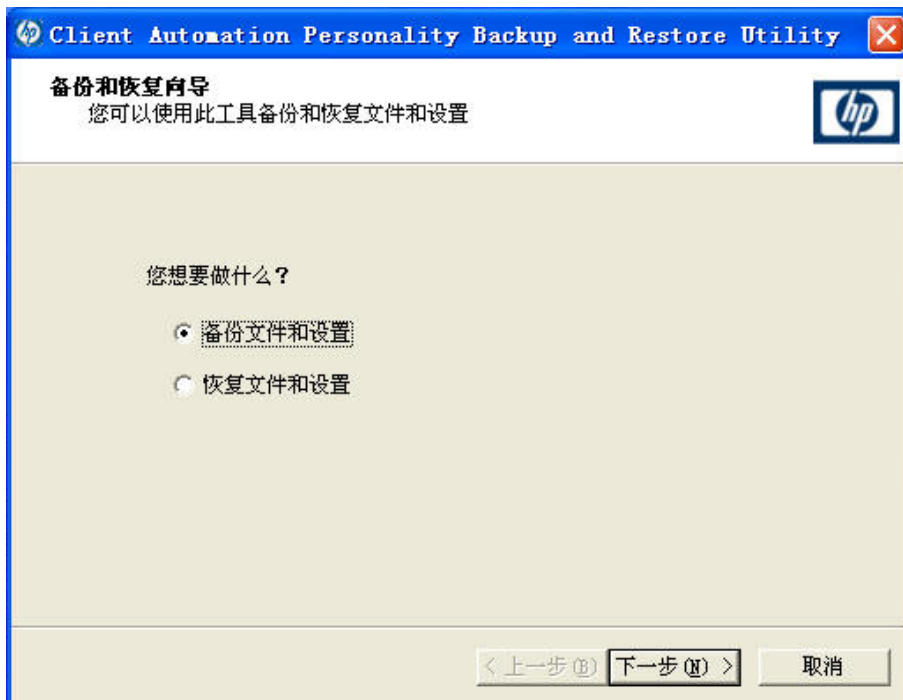 Client Automation Personality Backup and Restore Utility
备份和恢复向导
您可以使用此工具备份和恢复文件和设置
hp
您想要做什么？
备份文件和设置
恢复文件和设置
< 上一步(B) 下一步(N) > 取消